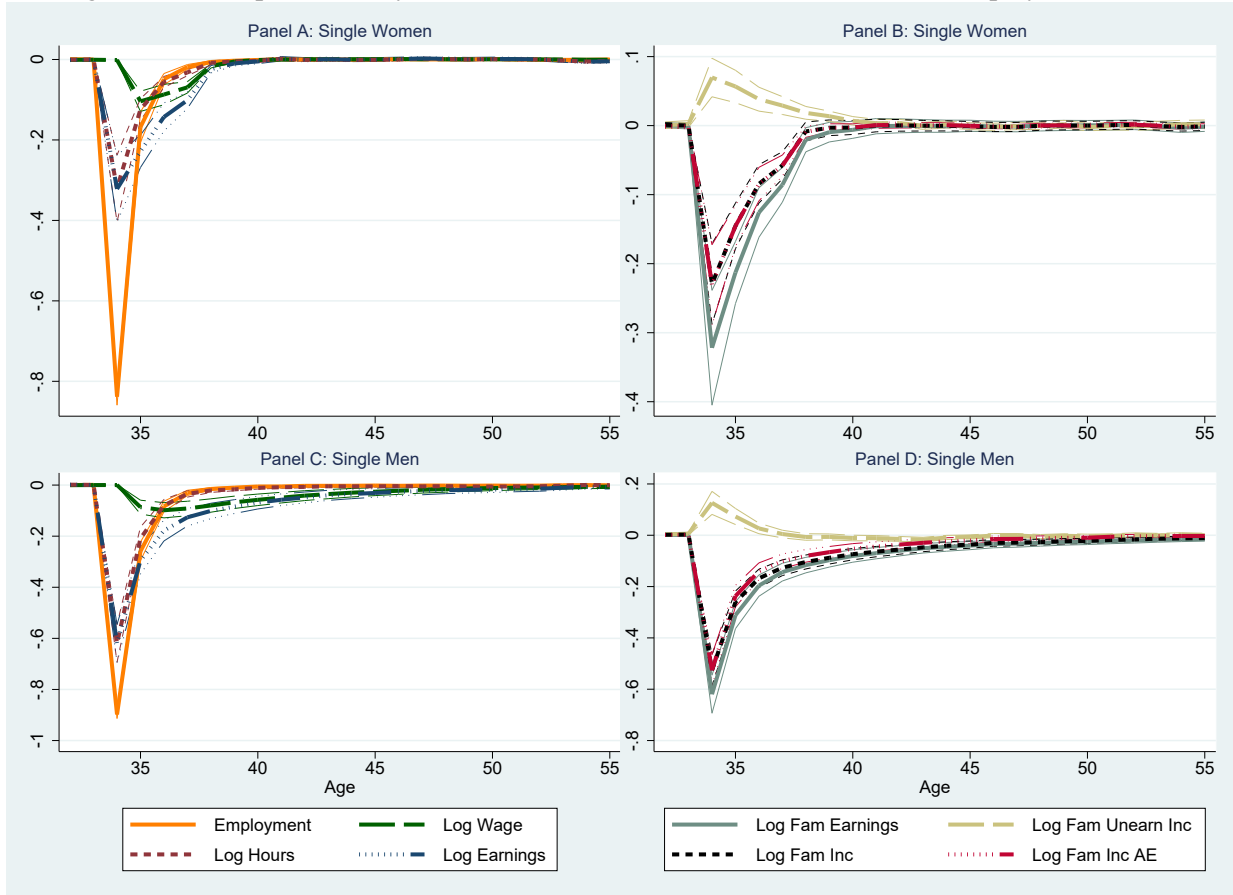 Panel A: Single Women
0
-.2
-.4
-.6
-.8
35 40 45 50 55
Panel B: Single Women
.1
0
-.1
-.2
-.3
-.4
35 40 45 50 55
Panel C: Single Men
0
-.2
-.4
-.6
-.8
-1
35 40 45 50 55
Age
Panel D: Single Men
.2
0
-.2
-.4
-.6
-.8
35 40 45 50 55
Age
Employment Log Wage
Log Hours Log Earnings
Log Fam Earnings Log Fam Unearn Inc
Log Fam Inc Log Fam Inc AE